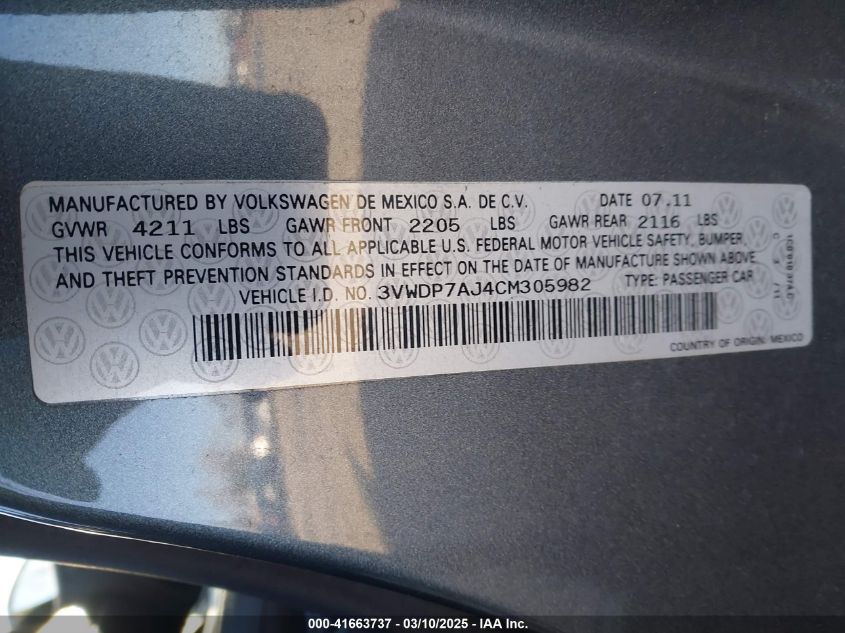 MANUFACTURED BY VOLKSWAGEN DE MEXICO S.A. DE C.V. DATE 07.11
GVWR 4211 LBS GAWR FRONT 2205 LBS GAWR REAR 2116 LBS
THIS VEHICLE CONFORMS TO ALL APPLICABLE U.S. FEDERAL MOTOR VEHICLE SAFETY, BUMPER,
AND THEFT PREVENTION STANDARDS IN EFFECT ON THE DATE OF MANUFACTURE SHOWN ABOVE.
VEHICLE I.D. NO. 3VWDP7AJ4CM305982 TYPE: PASSENGER CAR
COUNTRY OF ORIGIN: MEXICO
000-41663737 - 03/10/2025 - IAA Inc.